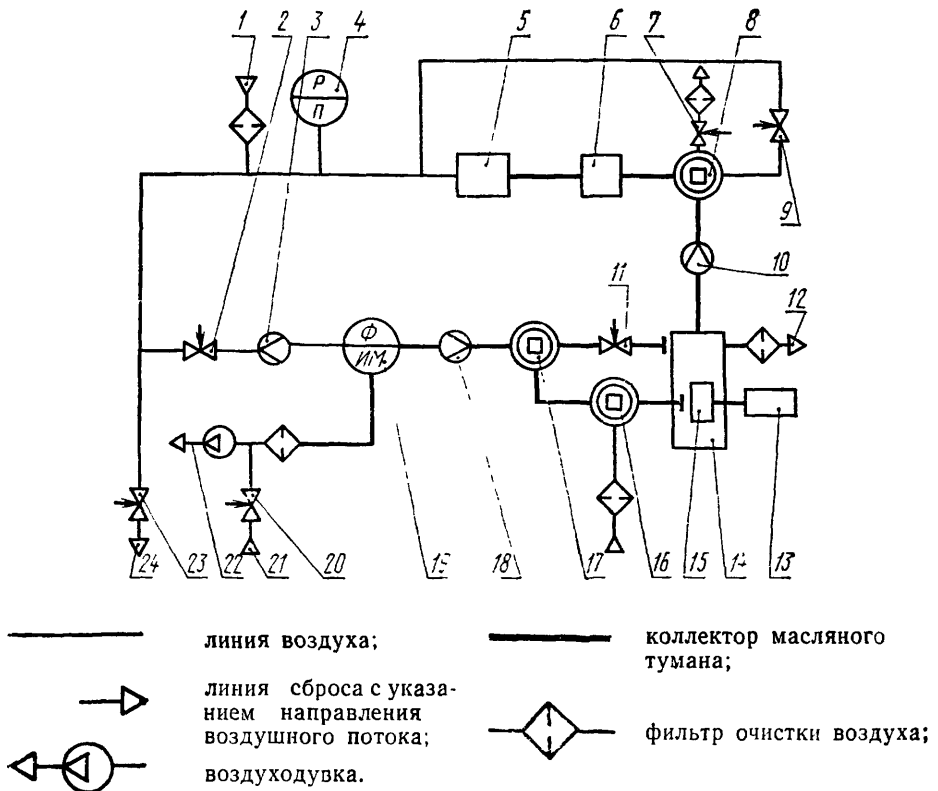 1 2 3 4 5 6 7 8
Р
П
9
10
11
12
Ф
ИМ.
24 23 22 21 20 19 18 17 16 15 14 13
линия воздуха;
коллектор масляного
тумана;
линия сброса с указа-
нием направления
воздушного потока;
фильтр очистки воздуха;
воздуходувка.